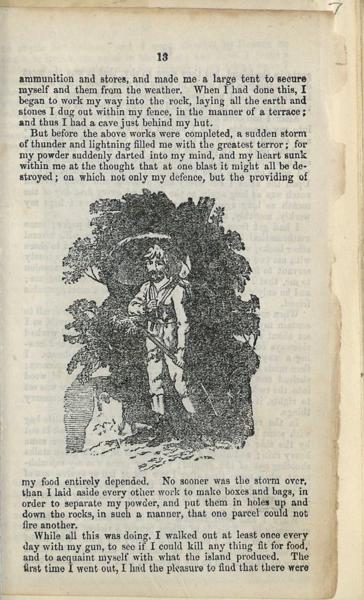 13
ammunition and stores, and made me a large tent to secure
myself and them from the weather. When I had done this, I
began to work my way into the rock, laying all the earth and
stones I dug out within my fence, in the manner of a terrace;
and thus I had a cave just behind my hut.
But before the above works were completed, a sudden storm
of thunder and lightning filled me with the greatest terror; for
my powder suddenly darted into my mind, and my heart sunk
within me at the thought that at one blast it might all be de-
stroyed; on which not only my defence, but the providing of
my food entirely depended. No sooner was the storm over,
than I laid aside every other work to make boxes and bags, in
order to separate my powder, and put them in holes up and
down the rocks, in such a manner, that one parcel could not
fire another.
While all this was doing, I walked out at least once every
day with my gun, to see if I could kill any thing fit for food,
and to acquaint myself with what the island produced. The
first time I went out, I had the pleasure to find that there were